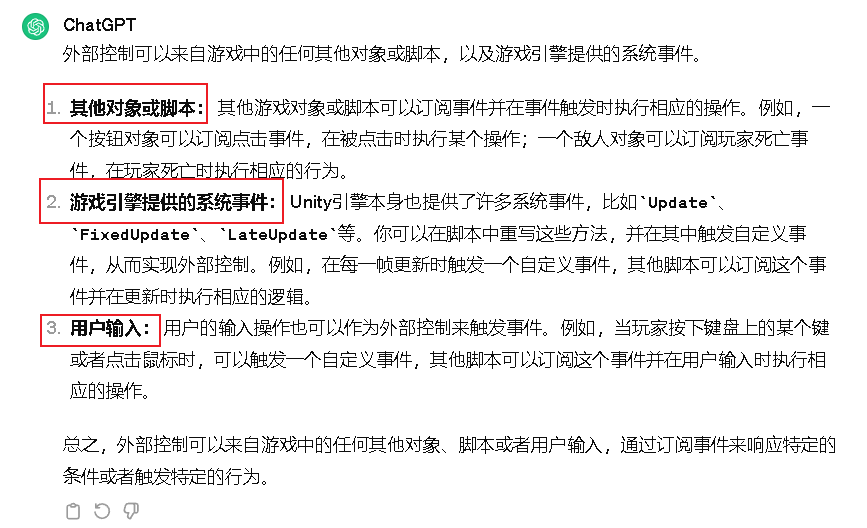 ChatGPT
外部控制可以来自游戏中的任何其他对象或脚本，以及游戏引擎提供的系统事件。
1. 其他对象或脚本： 其他游戏对象或脚本可以订阅事件并在事件触发时执行相应的操作。例如，一
个按钮对象可以订阅点击事件，在被点击时执行某个操作；一个敌人对象可以订阅玩家死亡事
件，在玩家死亡时执行相应的行为。
2. 游戏引擎提供的系统事件： Unity引擎本身也提供了许多系统事件，比如`Update`、
`FixedUpdate`、`LateUpdate`等。你可以在脚本中重写这些方法，并在其中触发自定义事
件，从而实现外部控制。例如，在每一帧更新时触发一个自定义事件，其他脚本可以订阅这个事
件并在更新时执行相应的逻辑。
3. 用户输入： 用户的输入操作也可以作为外部控制来触发事件。例如，当玩家按下键盘上的某个键
或者点击鼠标时，可以触发一个自定义事件，其他脚本可以订阅这个事件并在用户输入时执行相
应的操作。
总之，外部控制可以来自游戏中的任何其他对象、脚本或者用户输入，通过订阅事件来响应特定的
条件或者触发特定的行为。